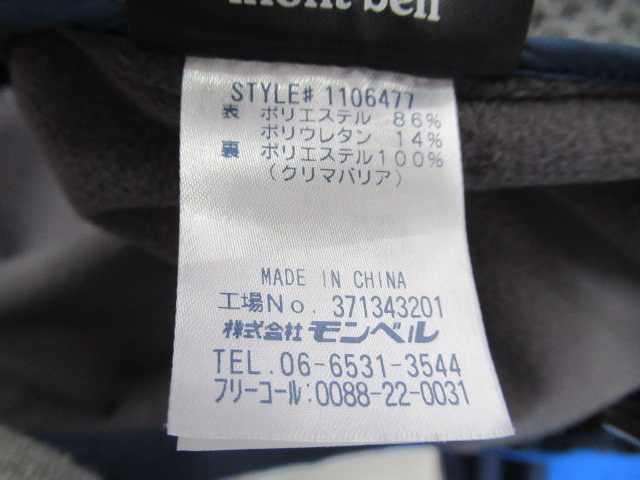 mont-bell
STYLE# 1106477
表 ポリエステル 86%
ポリウレタン 14%
裏 ポリエステル100%
(クリマバリア)
MADE IN CHINA
工場No. 371343201
株式会社 モンベル
TEL. 06-6531-3544
フリーコール:0088-22-0031